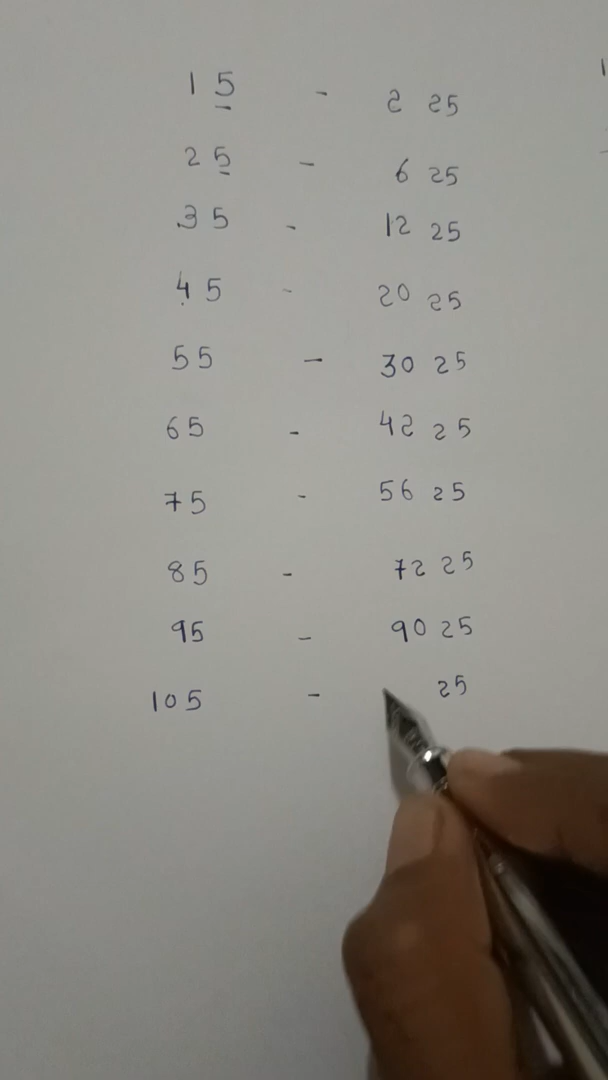 15 - 2 25
25 - 6 25
35 - 12 25
45 - 20 25
55 - 30 25
65 - 42 25
75 - 56 25
85 - 72 25
95 - 90 25
105 - 25